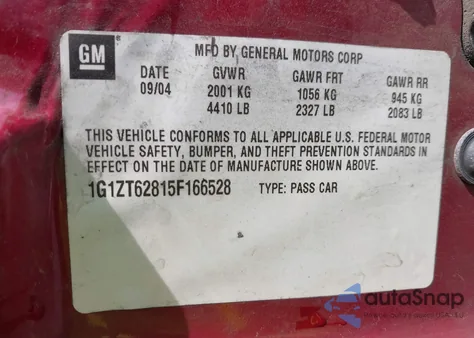 GM
MFD BY GENERAL MOTORS CORP
DATE GVWR GAWR FRT GAWR RR
09/04 2001 KG 1056 KG 945 KG
4410 LB 2327 LB 2083 LB
THIS VEHICLE CONFORMS TO ALL APPLICABLE U.S. FEDERAL MOTOR
VEHICLE SAFETY, BUMPER, AND THEFT PREVENTION STANDARDS IN
EFFECT ON THE DATE OF MANUFACTURE SHOWN ABOVE.
1G1ZT62815F166528 TYPE: PASS CAR
autoSnap